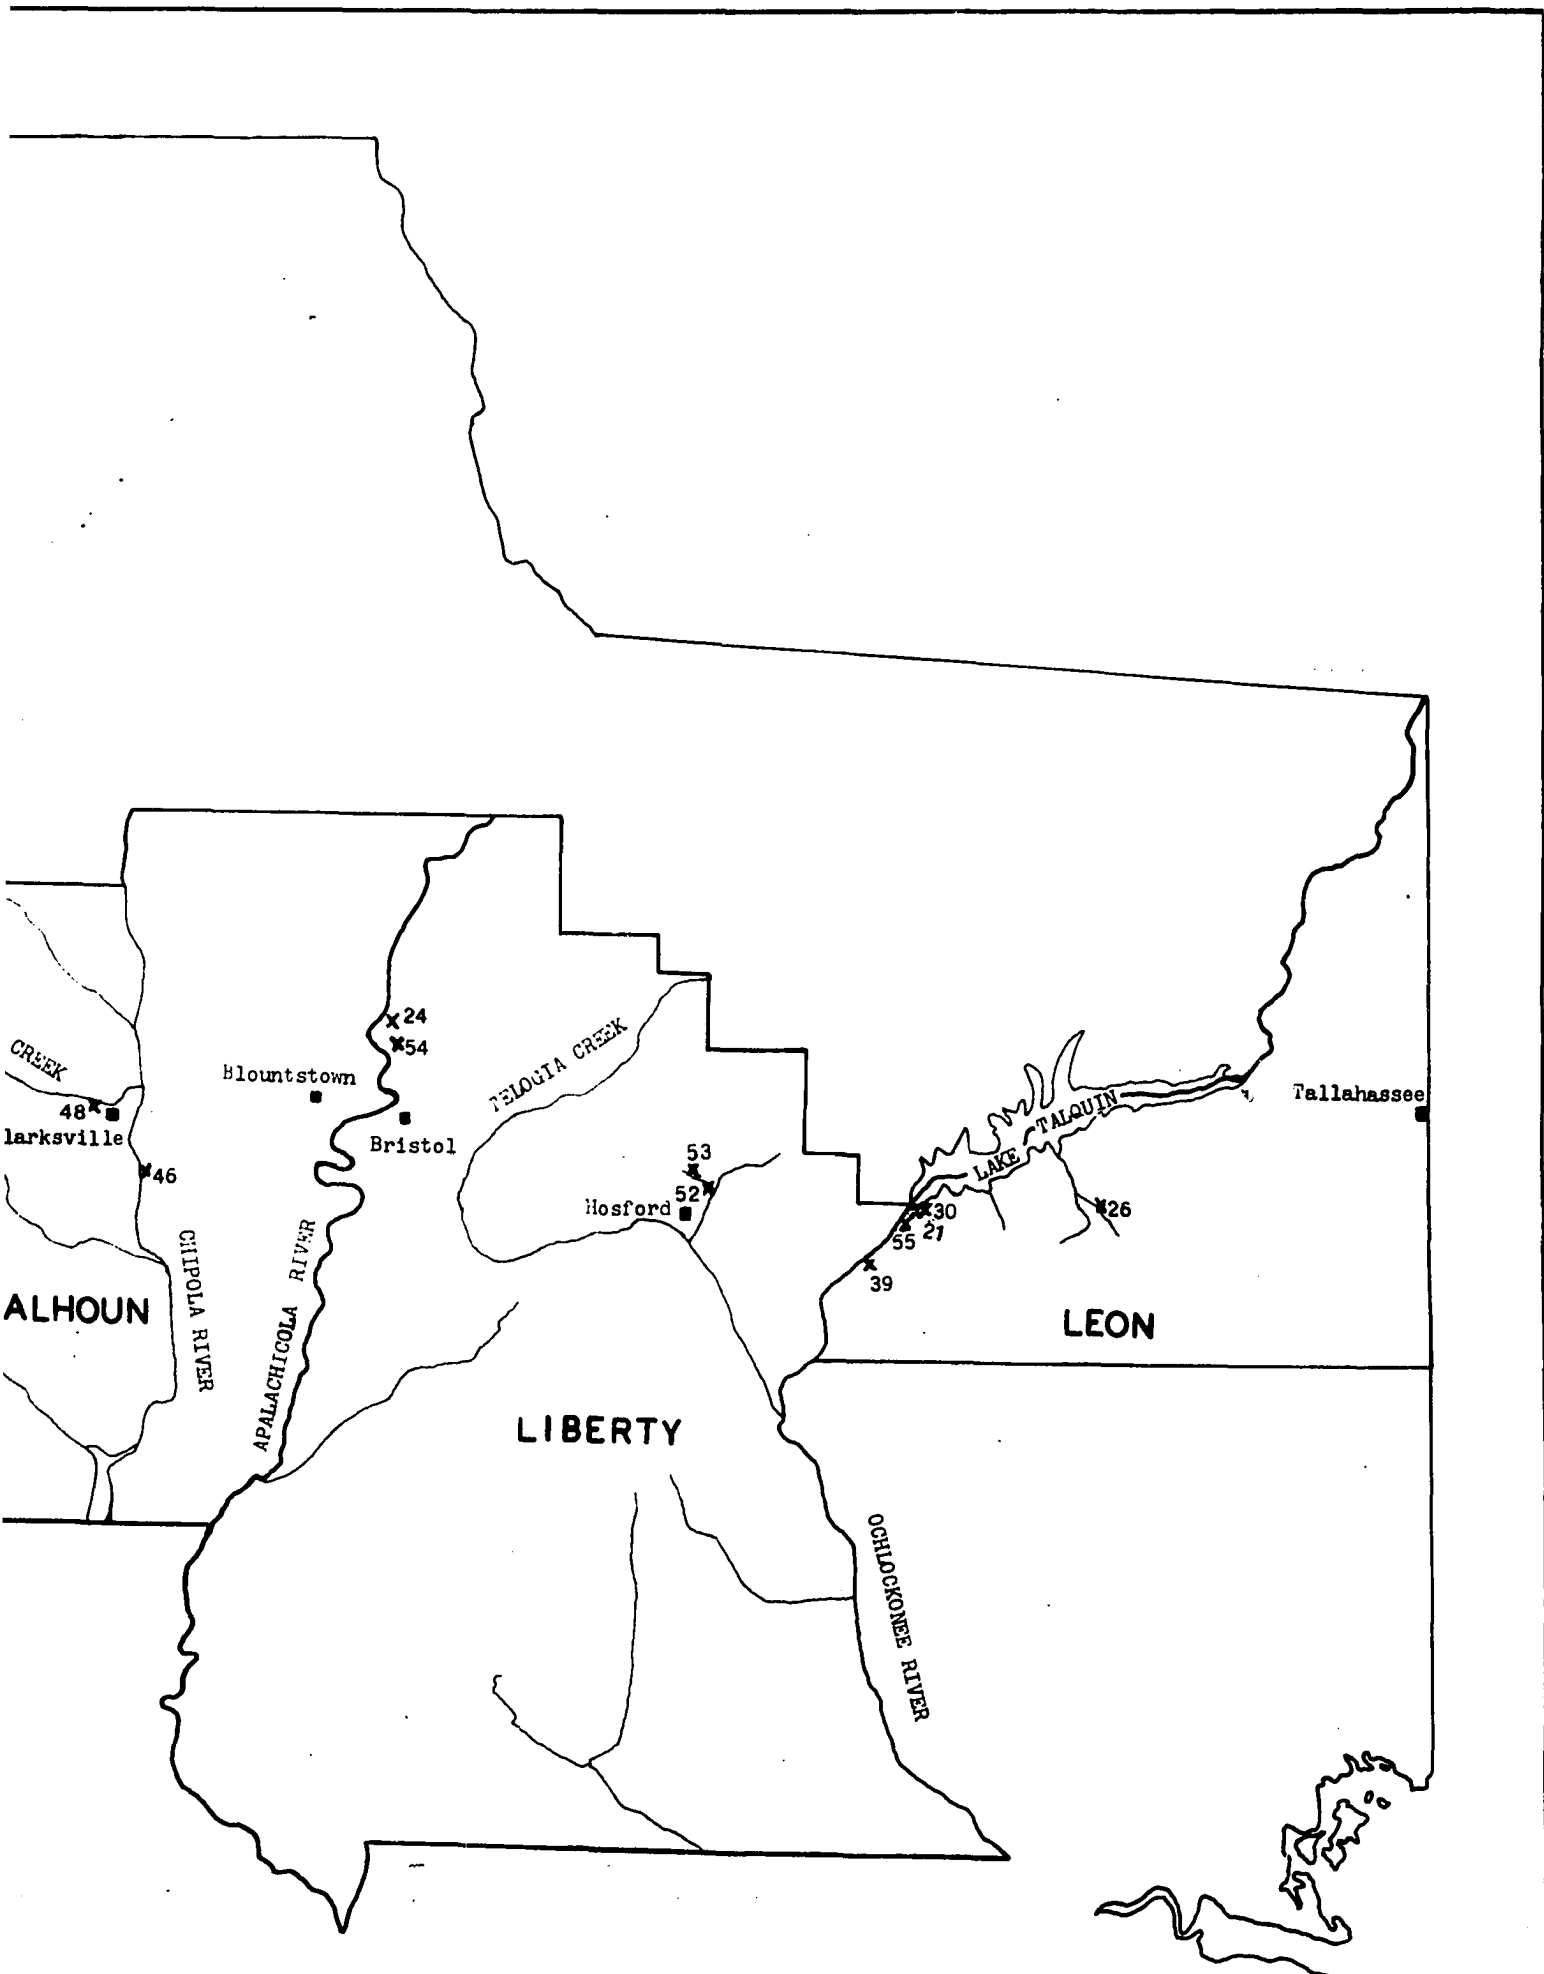 24
54
CREEK
TELOGIA CREEK
Blountstown
48
larksville
Bristol
LAKE TALQUIN
Tallahassee
46
53
52
Hosford
30
21
55
26
39
CHIPOLA RIVER
APALACHICOLA RIVER
ALHOUN
LEON
LIBERTY
OCHLOCKONEE RIVER